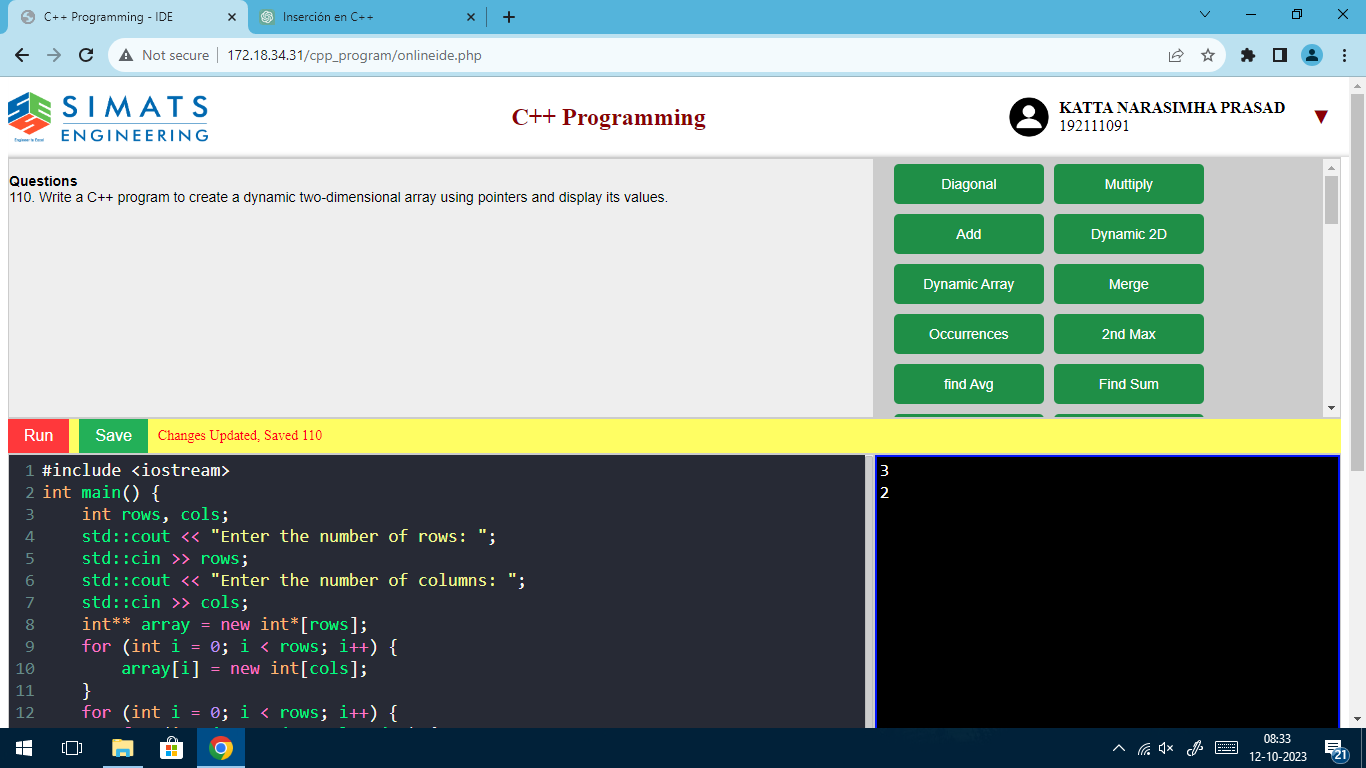 C++ Programming - IDE
Inserción en C++
Not secure
172.18.34.31/cpp_program/onlineide.php
SIMATS
ENGINEERING
Engineer to Excel
C++ Programming
KATTA NARASIMHA PRASAD
192111091
Questions
110. Write a C++ program to create a dynamic two-dimensional array using pointers and display its values.
Diagonal
Muttiply
Add
Dynamic 2D
Dynamic Array
Merge
Occurrences
2nd Max
find Avg
Find Sum
Run
Save
Changes Updated, Saved 110
1 #include <iostream>
2 int main() {
3 int rows, cols;
4 std::cout << "Enter the number of rows: ";
5 std::cin >> rows;
6 std::cout << "Enter the number of columns: ";
7 std::cin >> cols;
8 int** array = new int*[rows];
9 for (int i = 0; i < rows; i++) {
10 array[i] = new int[cols];
11 }
12 for (int i = 0; i < rows; i++) {
3
2
08:33
12-10-2023
21